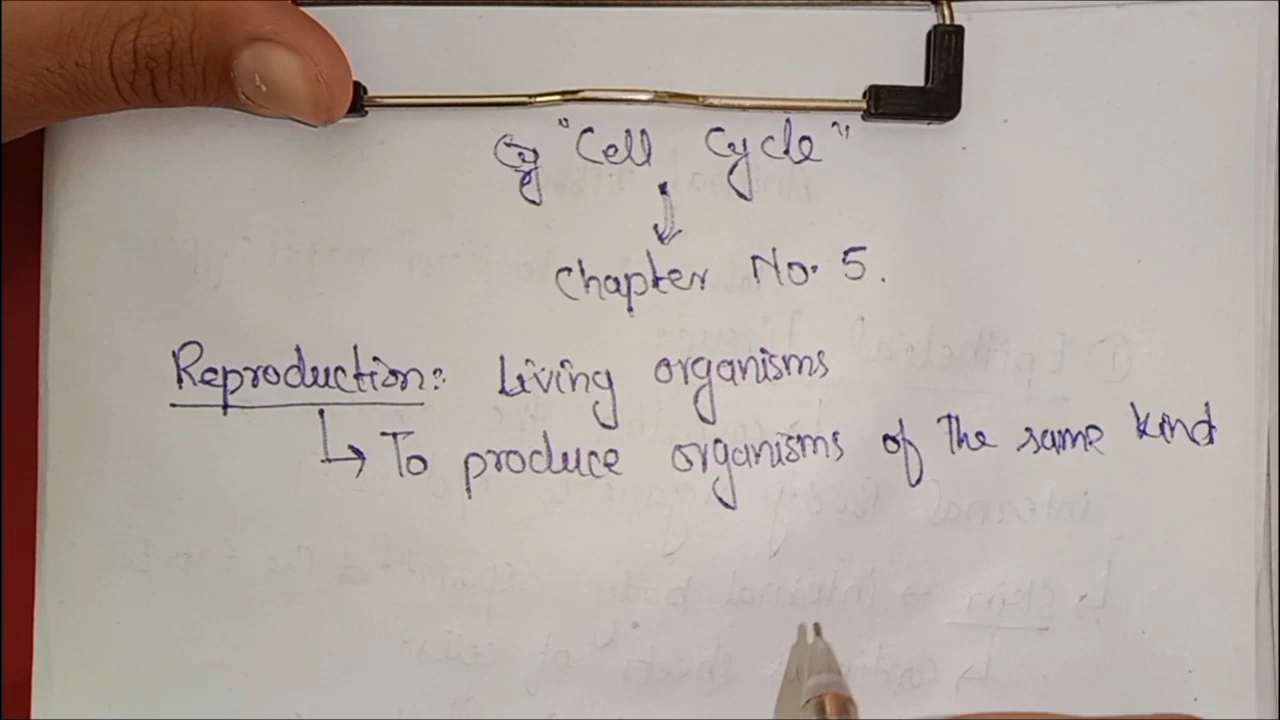 "Cell Cycle"
Chapter No. 5.
Reproduction: Living organisms
↳ To produce organisms of the same kind